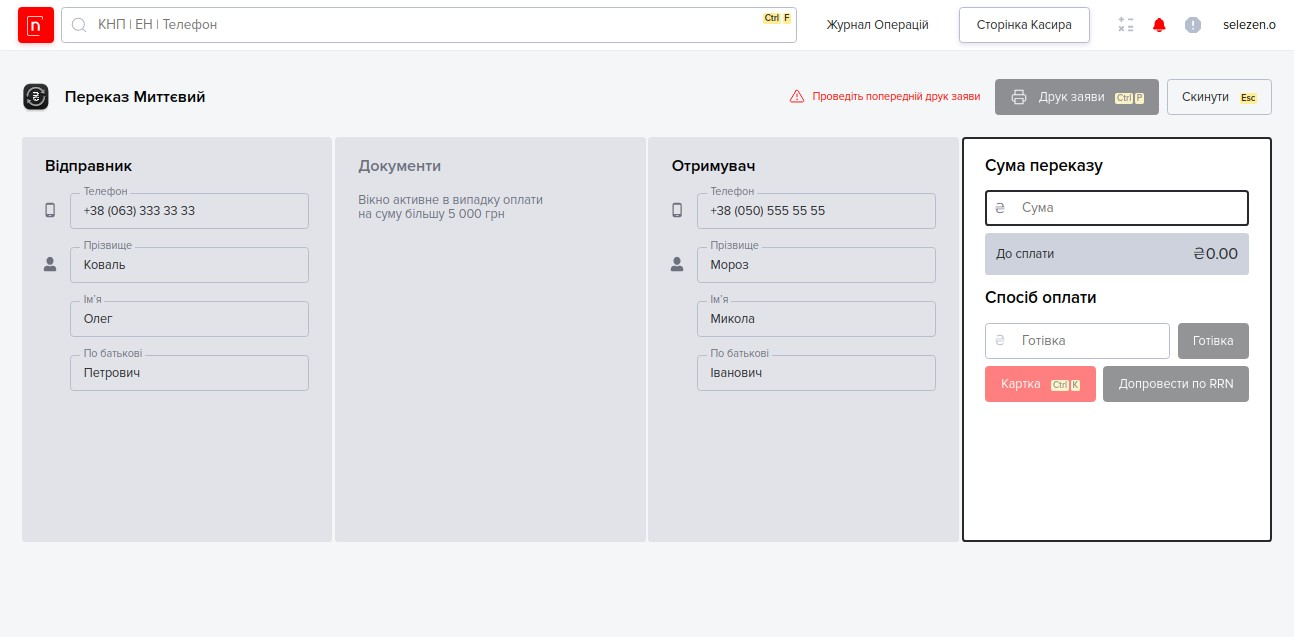 n
КНП | ЕН | Телефон
Ctrl F
Журнал Операцій
Сторінка Касира
selezen.o
Переказ Миттєвий
Проведіть попередній друк заяви
Друк заяви Ctrl P
Скинути Esc
Відправник
Телефон
+38 (063) 333 33 33
Прізвище
Коваль
Ім'я
Олег
По батькові
Петрович
Документи
Вікно активне в випадку оплати
на суму більшу 5 000 грн
Отримувач
Телефон
+38 (050) 555 55 55
Прізвище
Мороз
Ім'я
Микола
По батькові
Іванович
Сума переказу
₴ Сума
До сплати ₴0.00
Спосіб оплати
₴ Готівка
Готівка
Картка Ctrl K
Допровести по RRN